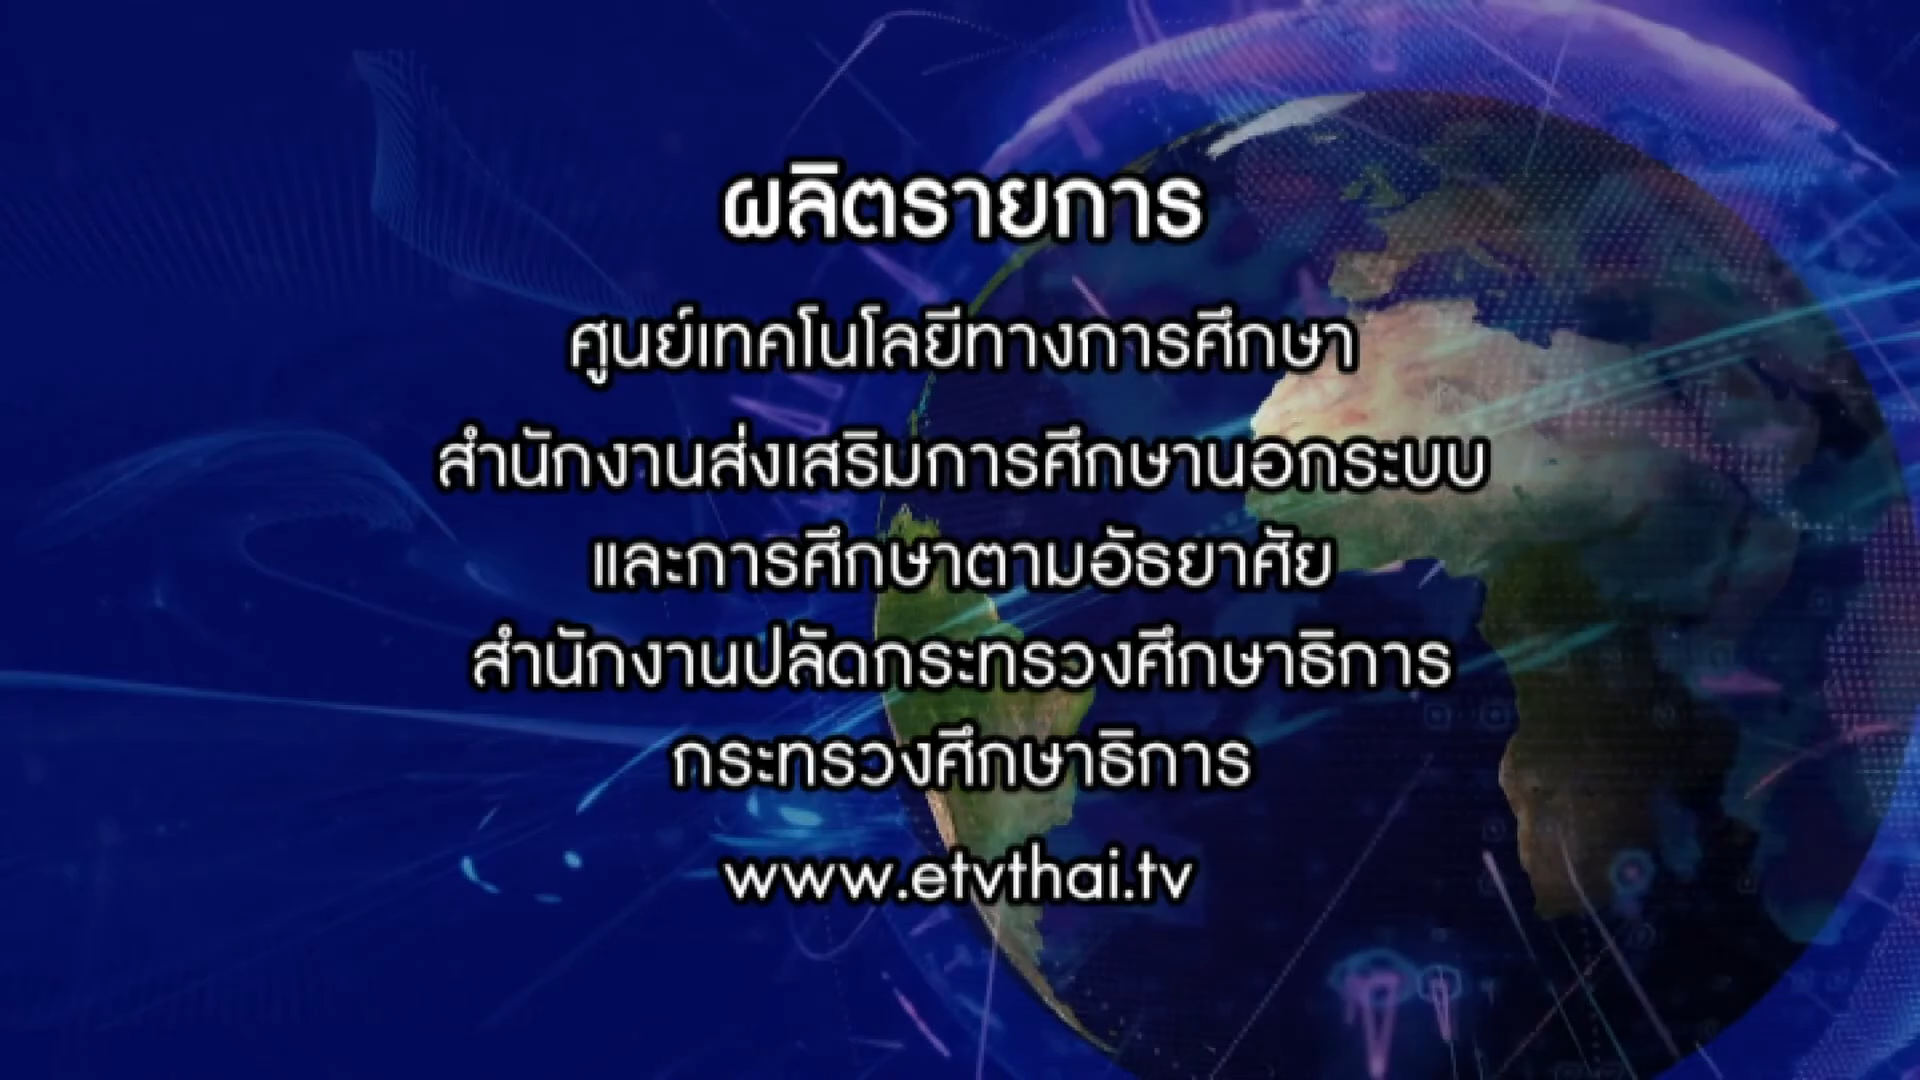 ผลิตรายการ
ศูนย์เทคโนโลยีทางการศึกษา
สำนักงานส่งเสริมการศึกษานอกระบบ
และการศึกษาตามอัธยาศัย
สำนักงานปลัดกระทรวงศึกษาธิการ
กระทรวงศึกษาธิการ
www.etvthai.tv